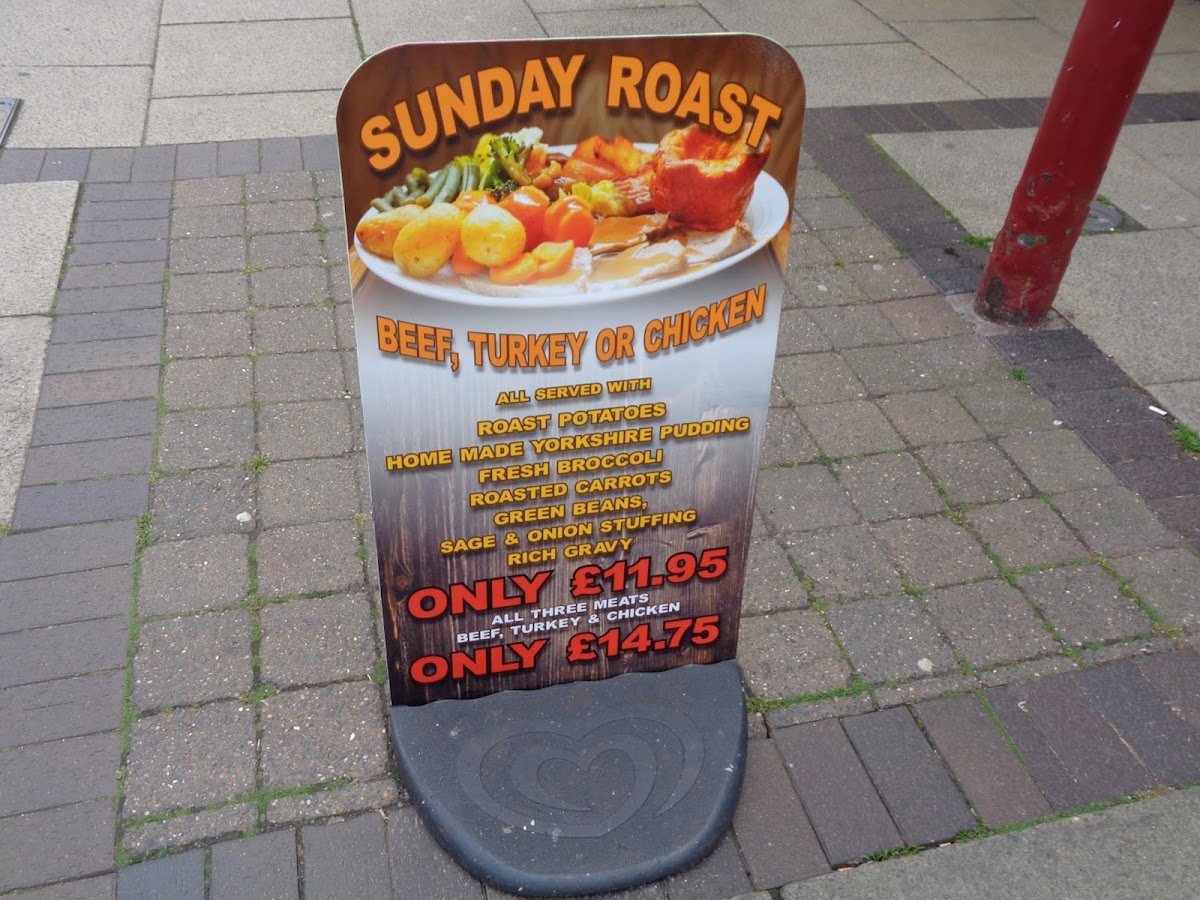 SUNDAY ROAST
BEEF, TURKEY OR CHICKEN
ALL SERVED WITH
ROAST POTATOES
HOME MADE YORKSHIRE PUDDING
FRESH BROCCOLI
ROASTED CARROTS
GREEN BEANS,
SAGE & ONION STUFFING
RICH GRAVY
ONLY £11.95
ALL THREE MEATS
BEEF, TURKEY & CHICKEN
ONLY £14.75